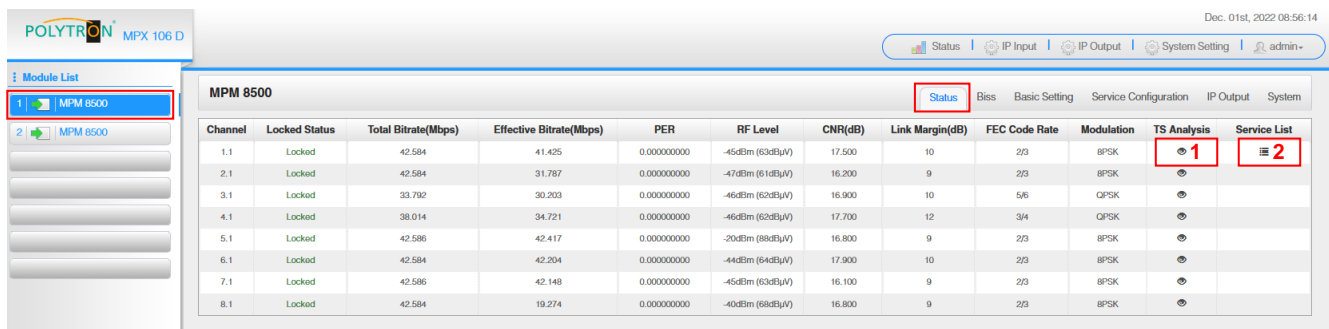 Dec. 01st, 2022 08:56:14
POLYTRON MPX 106 D
Status IP Input IP Output System Setting admin
Module List
1 MPM 8500
2 MPM 8500
MPM 8500
Status Biss Basic Setting Service Configuration IP Output System
Channel Locked Status Total Bitrate(Mbps) Effective Bitrate(Mbps) PER RF Level CNR(dB) Link Margin(dB) FEC Code Rate Modulation TS Analysis Service List
1.1 Locked 42.584 41.425 0.000000000 -45dBm (63dBµV) 17.500 10 2/3 8PSK 1 2
2.1 Locked 42.584 31.787 0.000000000 -47dBm (61dBµV) 16.200 9 2/3 8PSK
3.1 Locked 33.792 30.203 0.000000000 -46dBm (62dBµV) 16.900 10 5/6 QPSK
4.1 Locked 38.014 34.721 0.000000000 -46dBm (62dBµV) 17.700 12 3/4 QPSK
5.1 Locked 42.586 42.417 0.000000000 -20dBm (88dBµV) 16.800 9 2/3 8PSK
6.1 Locked 42.584 42.204 0.000000000 -44dBm (64dBµV) 17.900 10 2/3 8PSK
7.1 Locked 42.586 42.148 0.000000000 -45dBm (63dBµV) 16.100 9 2/3 8PSK
8.1 Locked 42.584 19.274 0.000000000 -40dBm (68dBµV) 16.800 9 2/3 8PSK